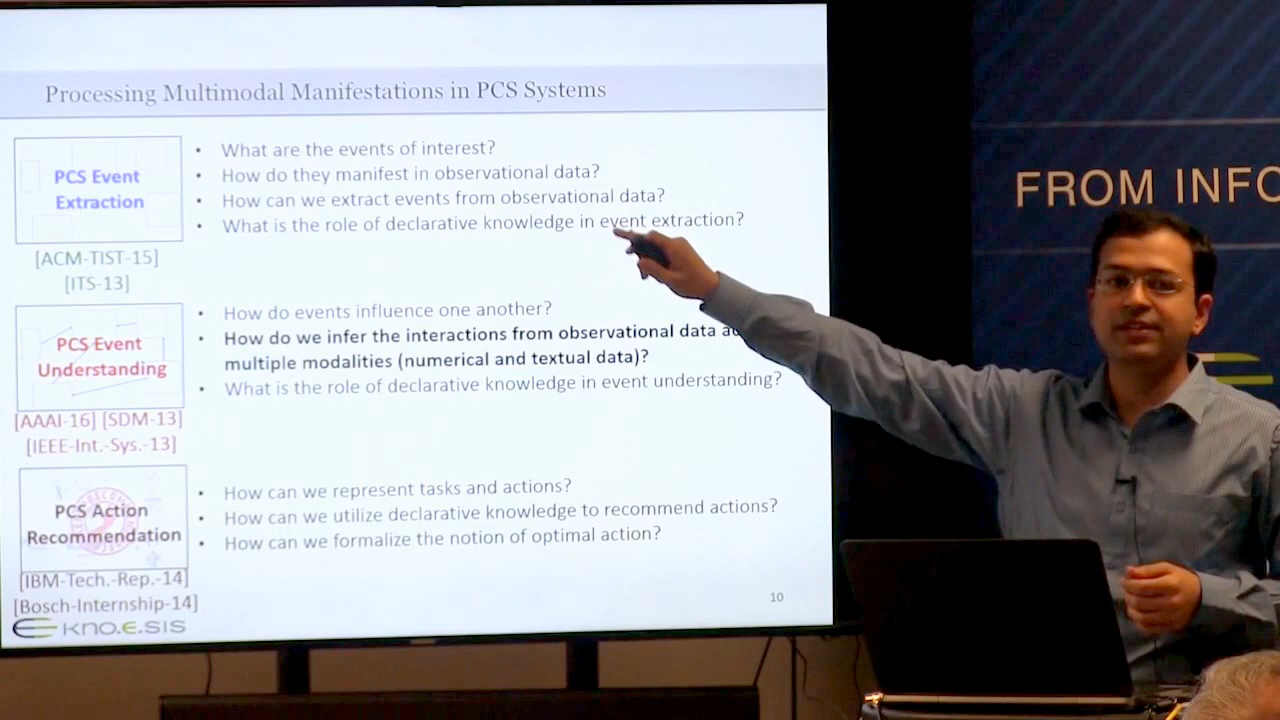 Processing Multimodal Manifestations in PCS Systems
PCS Event
Extraction
[ACM-TIST-15]
[ITS-13]
• What are the events of interest?
• How do they manifest in observational data?
• How can we extract events from observational data?
• What is the role of declarative knowledge in event extraction?
PCS Event
Understanding
[AAAI-16] [SDM-13]
[IEEE-Int.-Sys.-13]
• How do events influence one another?
• How do we infer the interactions from observational data
multiple modalities (numerical and textual data)?
• What is the role of declarative knowledge in event understanding?
PCS Action
Recommendation
[IBM-Tech.-Rep.-14]
[Bosch-Internship-14]
• How can we represent tasks and actions?
• How can we utilize declarative knowledge to recommend actions?
• How can we formalize the notion of optimal action?
kno.e.sis
10
FROM INFO